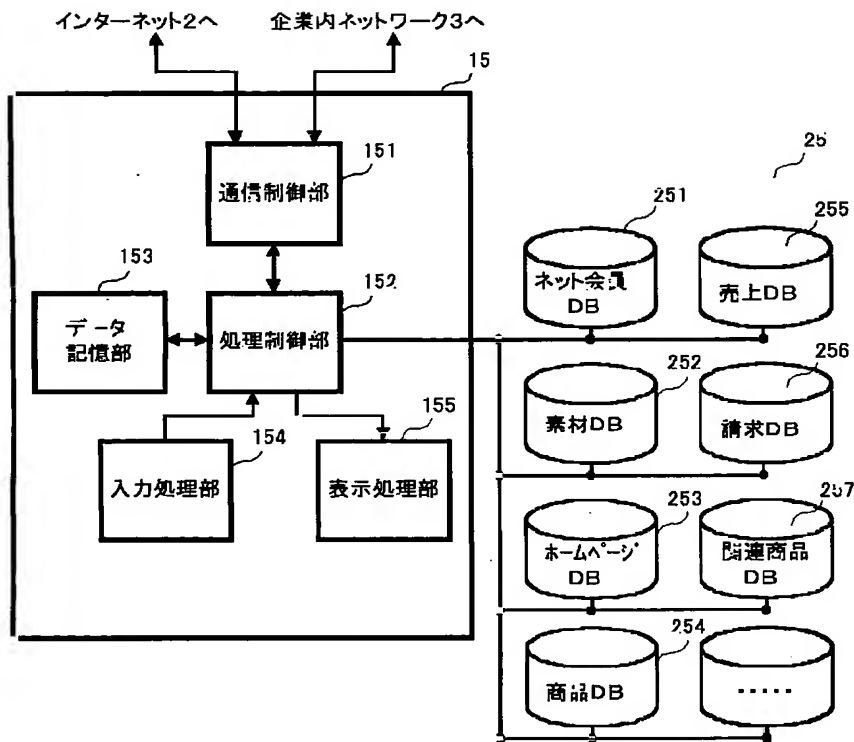 インターネット2へ
企業内ネットワーク3へ
15
151
通信制御部
25
251
ネット会員
DB
255
売上DB
153
データ
記憶部
152
処理制御部
252
素材DB
256
請求DB
154
入力処理部
155
表示処理部
253
ホームページ
DB
257
関連商品
DB
254
商品DB
.....